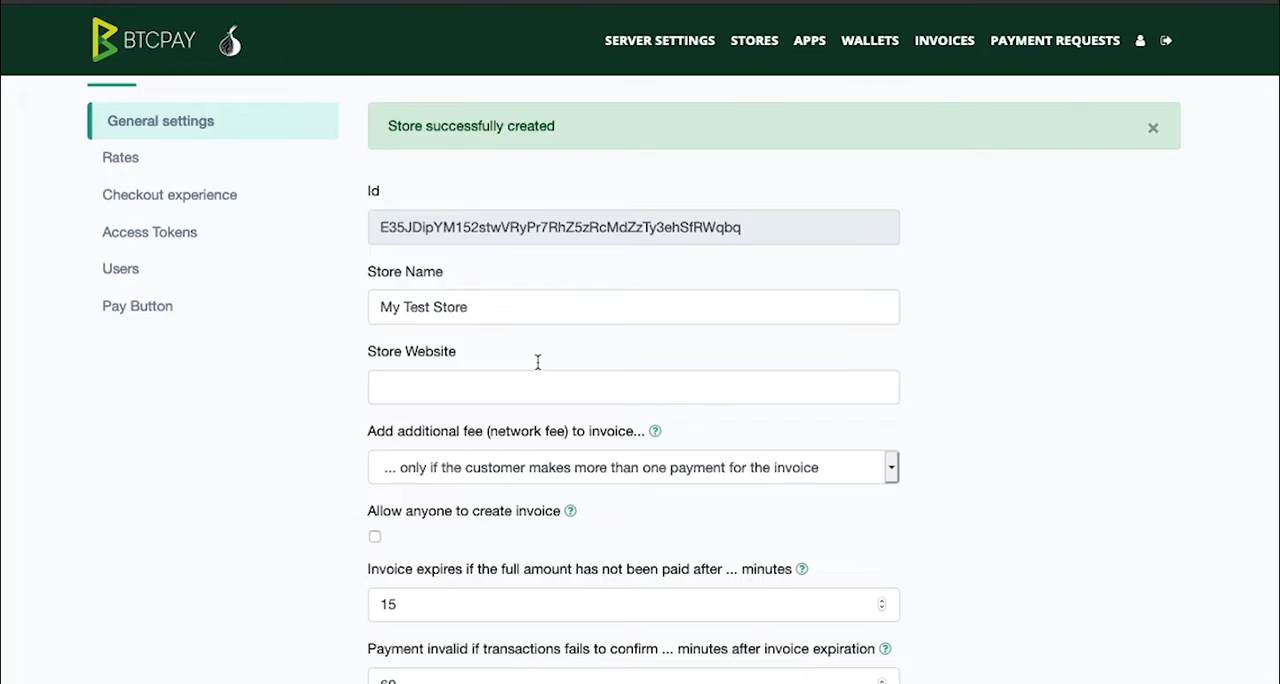 BTCPAY
SERVER SETTINGS STORES APPS WALLETS INVOICES PAYMENT REQUESTS
General settings
Rates
Checkout experience
Access Tokens
Users
Pay Button
Store successfully created ×
Id
E35JDipYM152stwVRyPr7RhZ5zRcMdZzTy3ehSfRWqbq
Store Name
My Test Store
Store Website
Add additional fee (network fee) to invoice... ?
... only if the customer makes more than one payment for the invoice
Allow anyone to create invoice ?
Invoice expires if the full amount has not been paid after ... minutes ?
15
Payment invalid if transactions fails to confirm ... minutes after invoice expiration ?